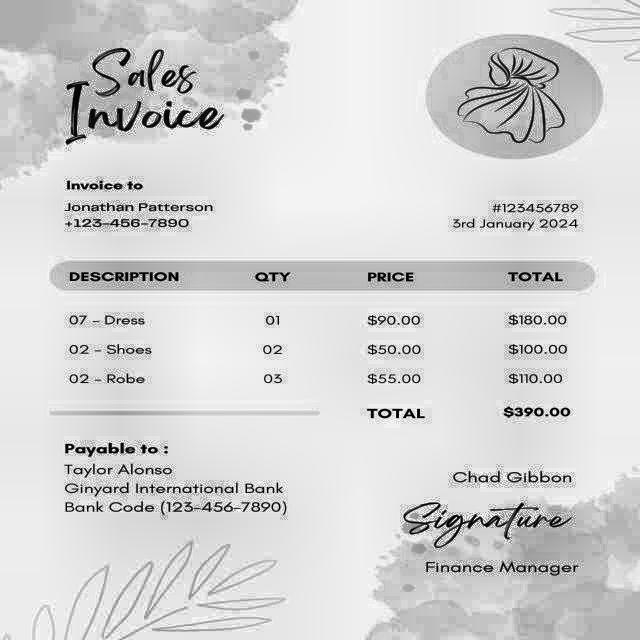 Sales
Invoice
Invoice to
Jonathan Patterson
+123-456-7890
#123456789
3rd January 2024
DESCRIPTION QTY PRICE TOTAL
07 - Dress 01 $90.00 $180.00
02 - Shoes 02 $50.00 $100.00
02 - Robe 03 $55.00 $110.00
TOTAL $390.00
Payable to :
Taylor Alonso
Ginyard International Bank
Bank Code (123-456-7890)
Chad Gibbon
Signature
Finance Manager